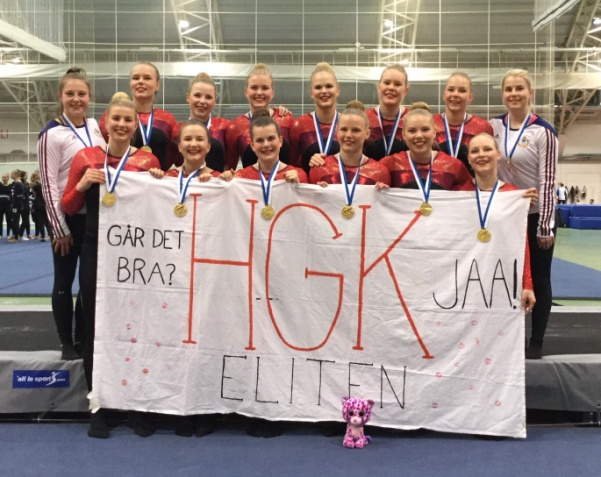 GÅR DET
BRA?
HGK
JAA!
ELITEN
all in sport